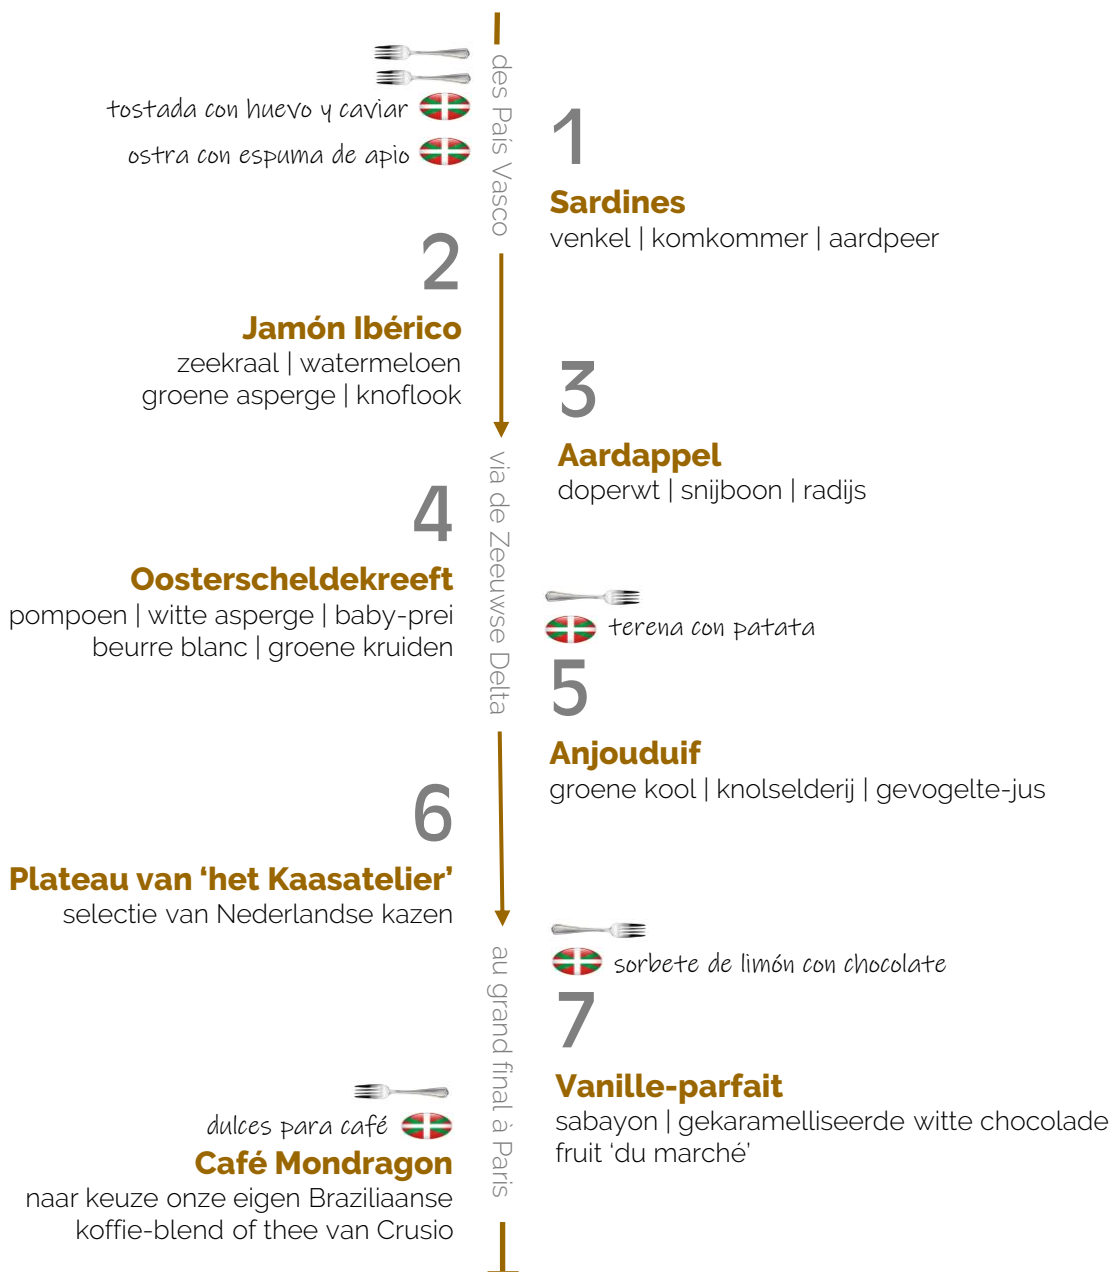 des País Vasco
tostada con huevo y caviar
ostra con espuma de apio
1
Sardines
venkel | komkommer | aardpeer
2
Jamón Ibérico
zeekraal | watermeloen
groene asperge | knoflook
3
Aardappel
doperwt | snijboon | radijs
via de Zeeuwse Delta
4
Oosterscheldekreeft
pompoen | witte asperge | baby-prei
beurre blanc | groene kruiden
terena con patata
5
Anjouduif
groene kool | knolselderij | gevogelte-jus
6
Plateau van ‘het Kaasatelier’
selectie van Nederlandse kazen
au grand final à Paris
sorbete de limón con chocolate
7
Vanille-parfait
sabayon | gekaramelliseerde witte chocolade
fruit ‘du marché’
dulces para café
Café Mondragon
naar keuze onze eigen Braziliaanse
koffie-blend of thee van Crusio